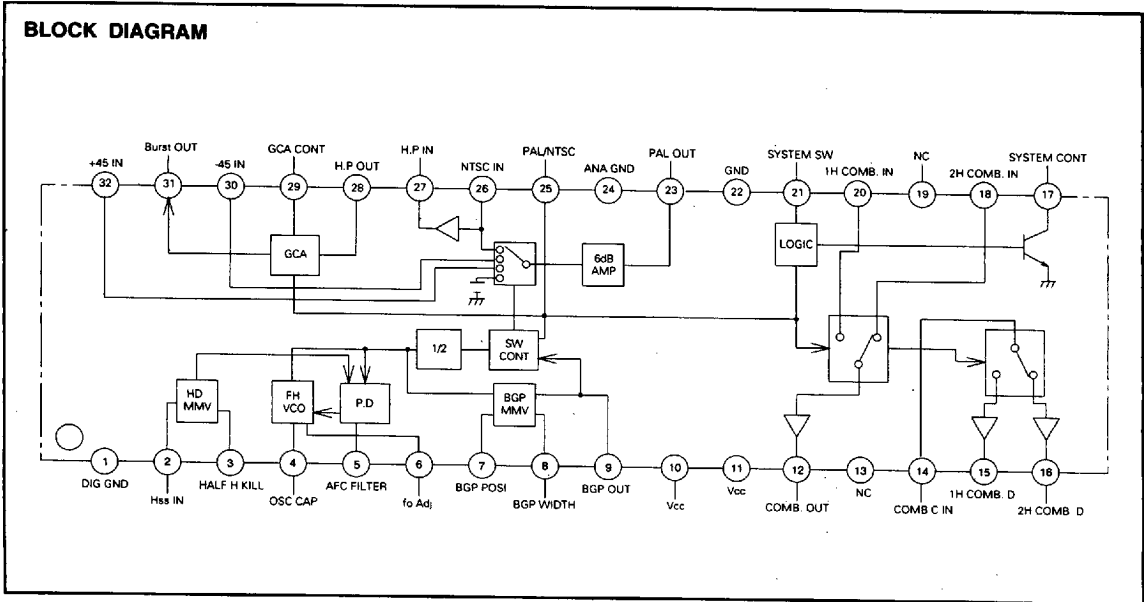 BLOCK DIAGRAM
+45 IN
Burst OUT
-45 IN
GCA CONT
H.P OUT
H.P IN
NTSC IN
PAL/NTSC
ANA GND
PAL OUT
GND
SYSTEM SW
1H COMB. IN
NC
2H COMB. IN
SYSTEM CONT
32
31
30
29
28
27
26
25
24
23
22
21
20
19
18
17
GCA
6dB AMP
LOGIC
1/2
SW CONT
HD MMV
FH VCO
P.D
BGP MMV
1
2
3
4
5
6
7
8
9
10
11
12
13
14
15
16
DIG GND
Hss IN
HALF H KILL
OSC CAP
AFC FILTER
fo Adj
BGP POSI
BGP WIDTH
BGP OUT
Vcc
Vcc
COMB. OUT
NC
COMB C IN
1H COMB. D
2H COMB D